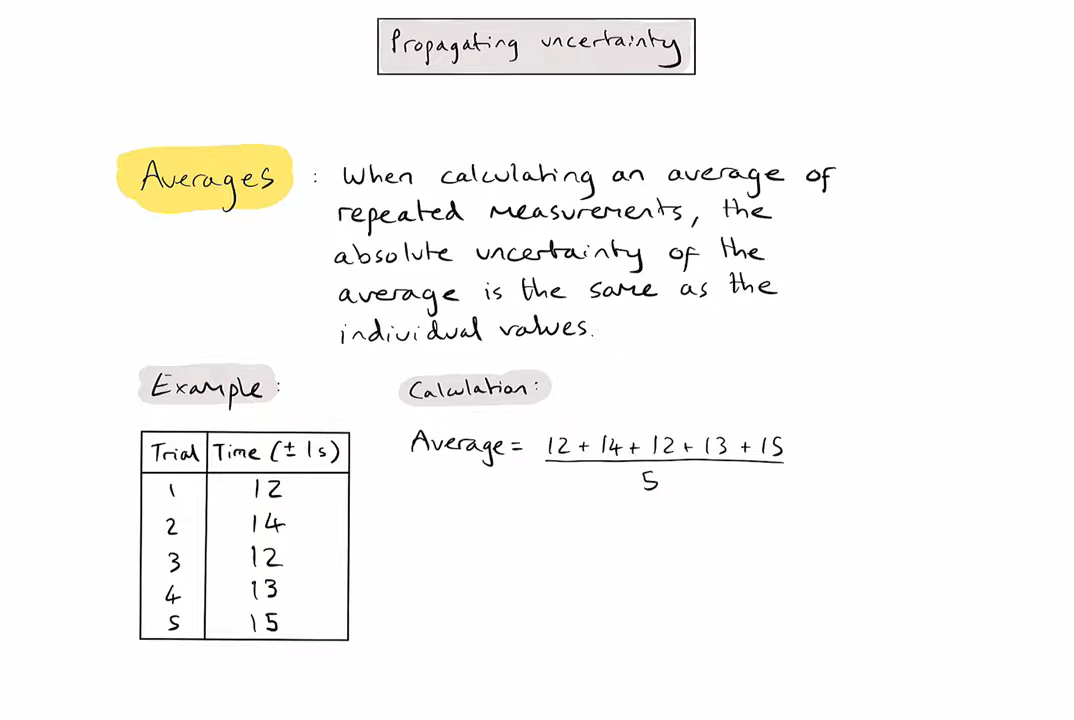 Propagating uncertainty
Averages : When calculating an average of
repeated measurements, the
absolute uncertainty of the
average is the same as the
individual values.
Example :
Trial Time (± 1s)
1 12
2 14
3 12
4 13
5 15
Calculation :
Average = 12 + 14 + 12 + 13 + 15
5